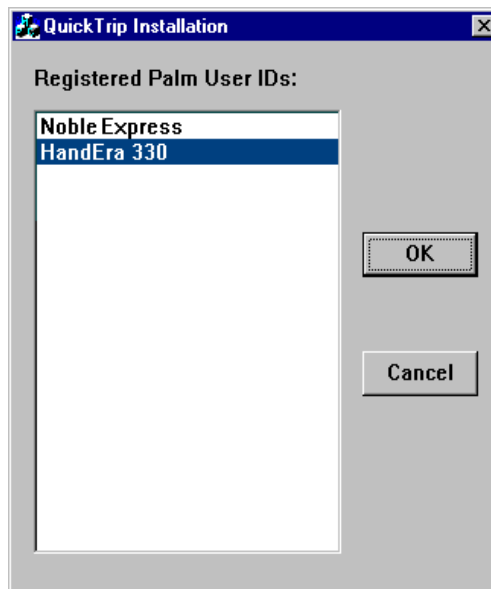 QuickTrip Installation
Registered Palm User IDs:
Noble Express
HandEra 330
OK
Cancel